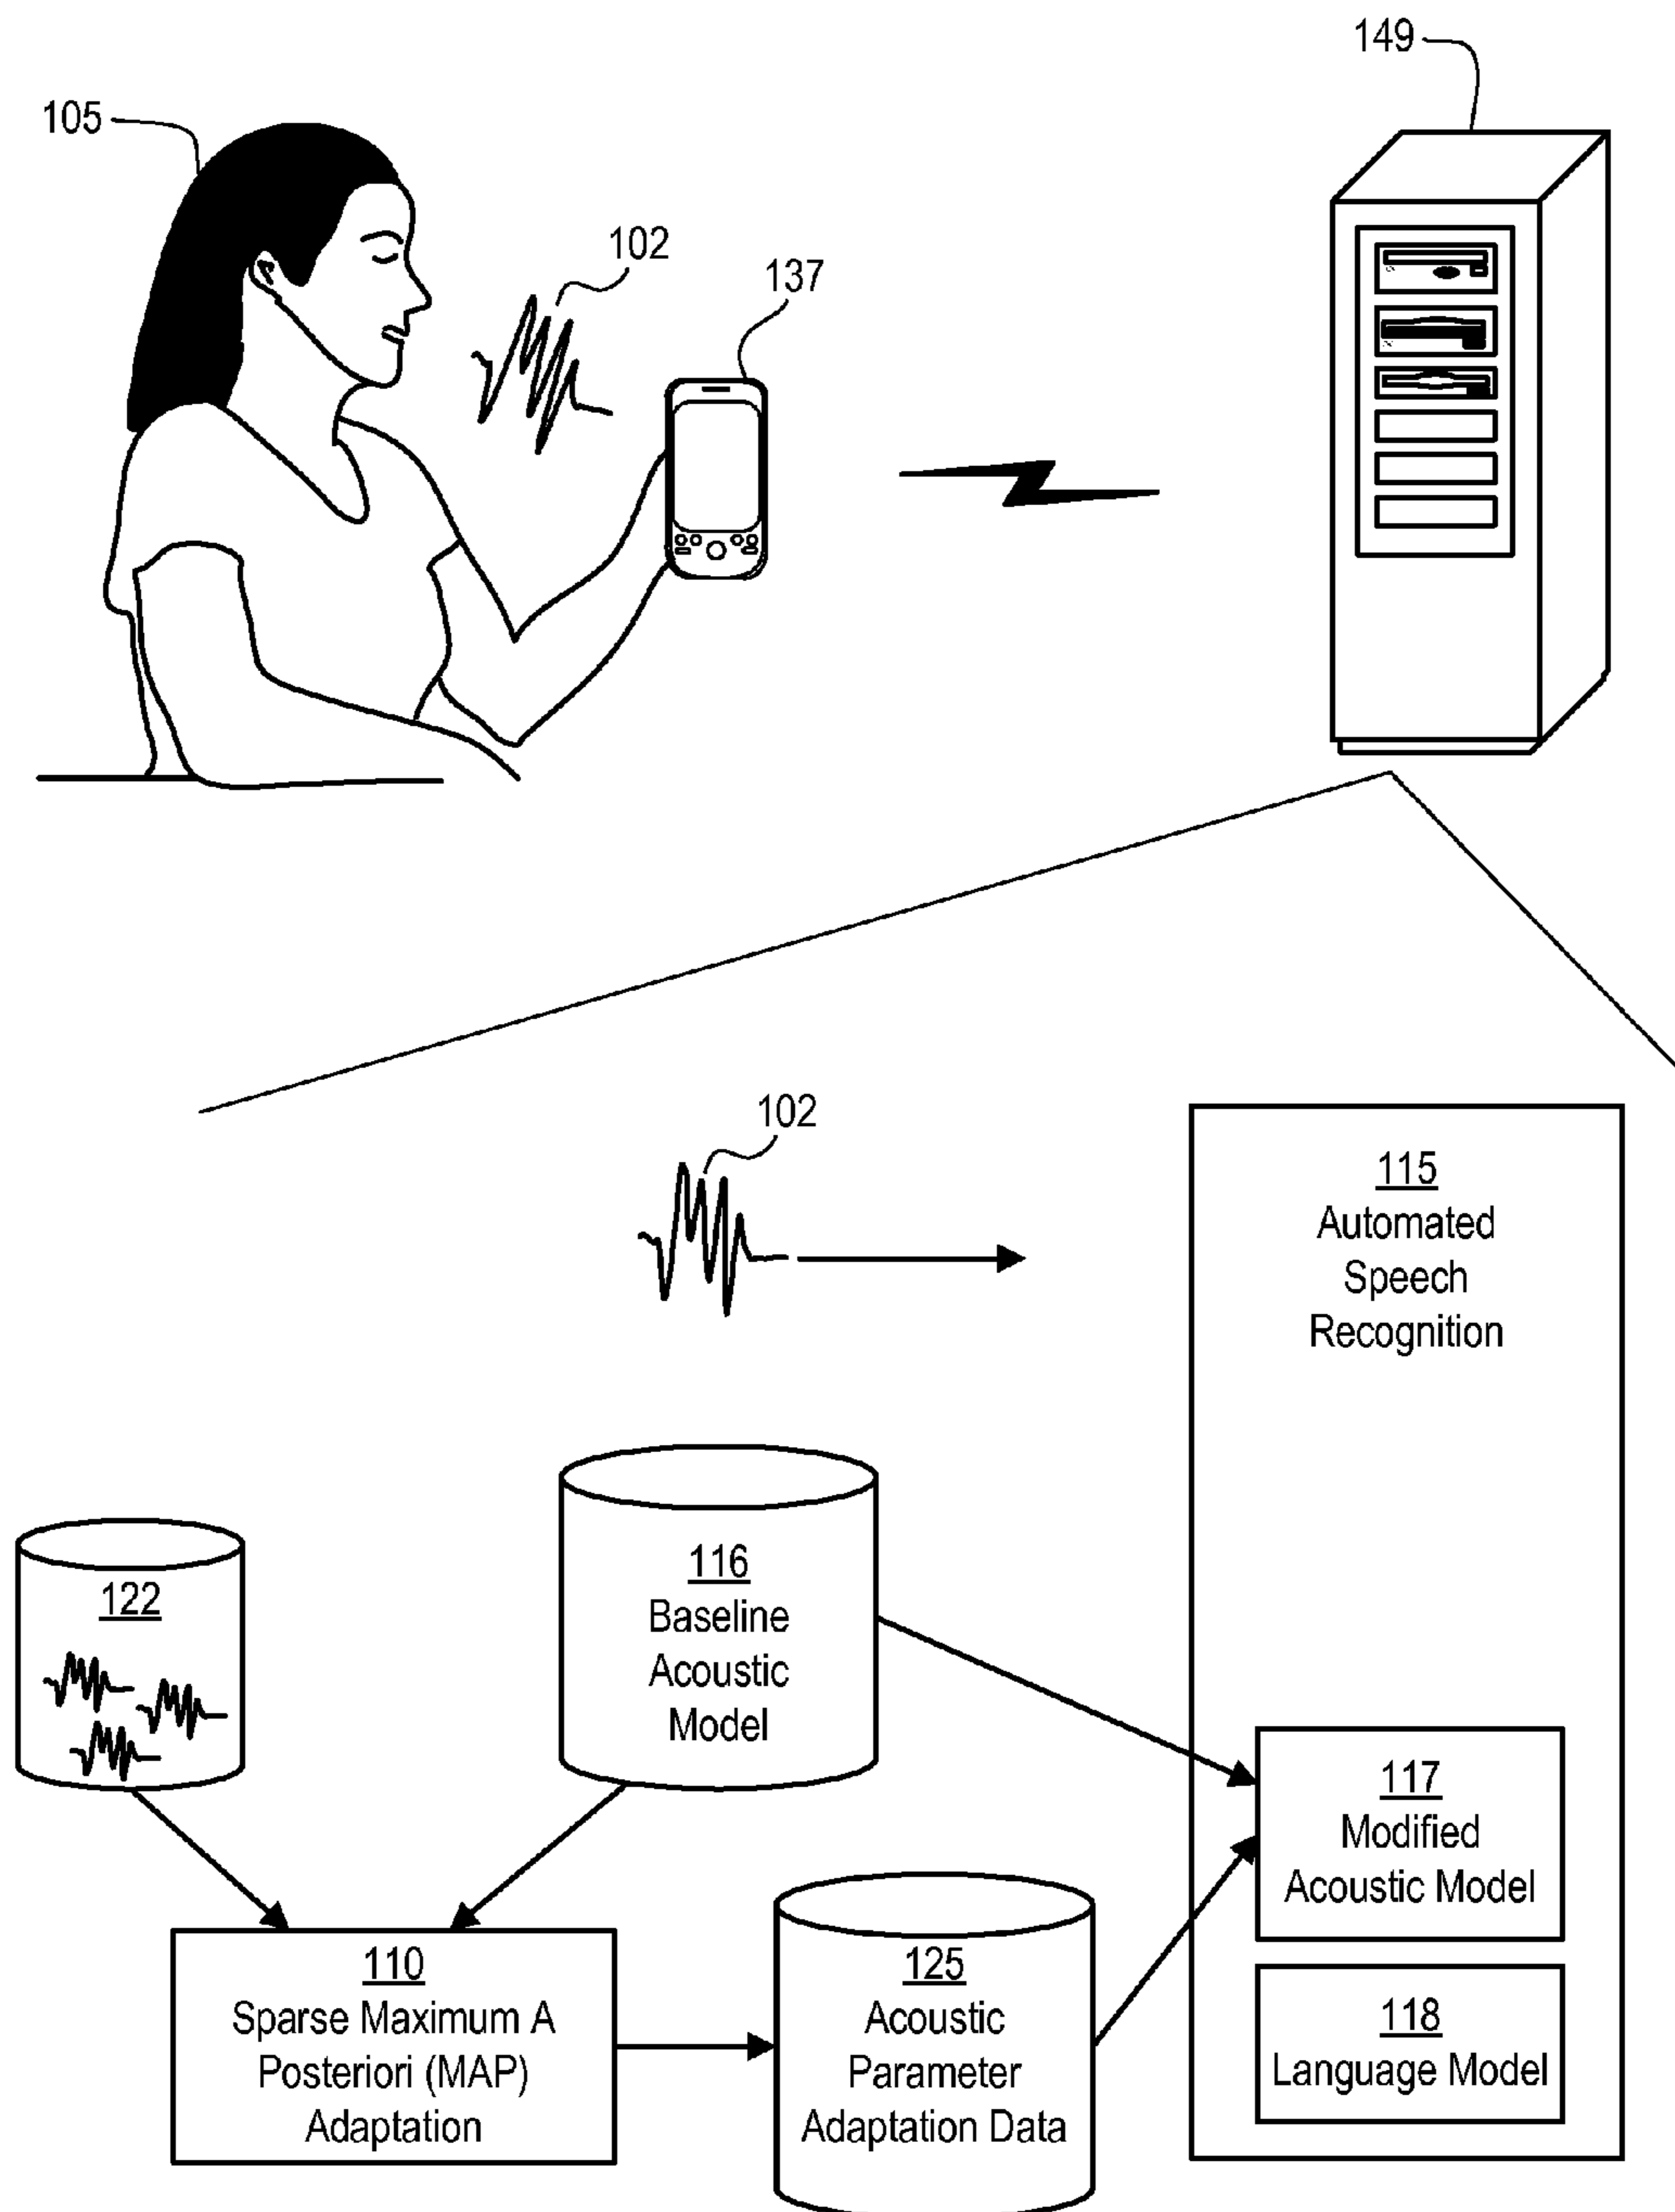 149
105
102
137
102
115
Automated
Speech
Recognition
116
Baseline
Acoustic
Model
122
117
Modified
Acoustic Model
110
Sparse Maximum A
Posteriori (MAP)
Adaptation
125
Acoustic
Parameter
Adaptation Data
118
Language Model